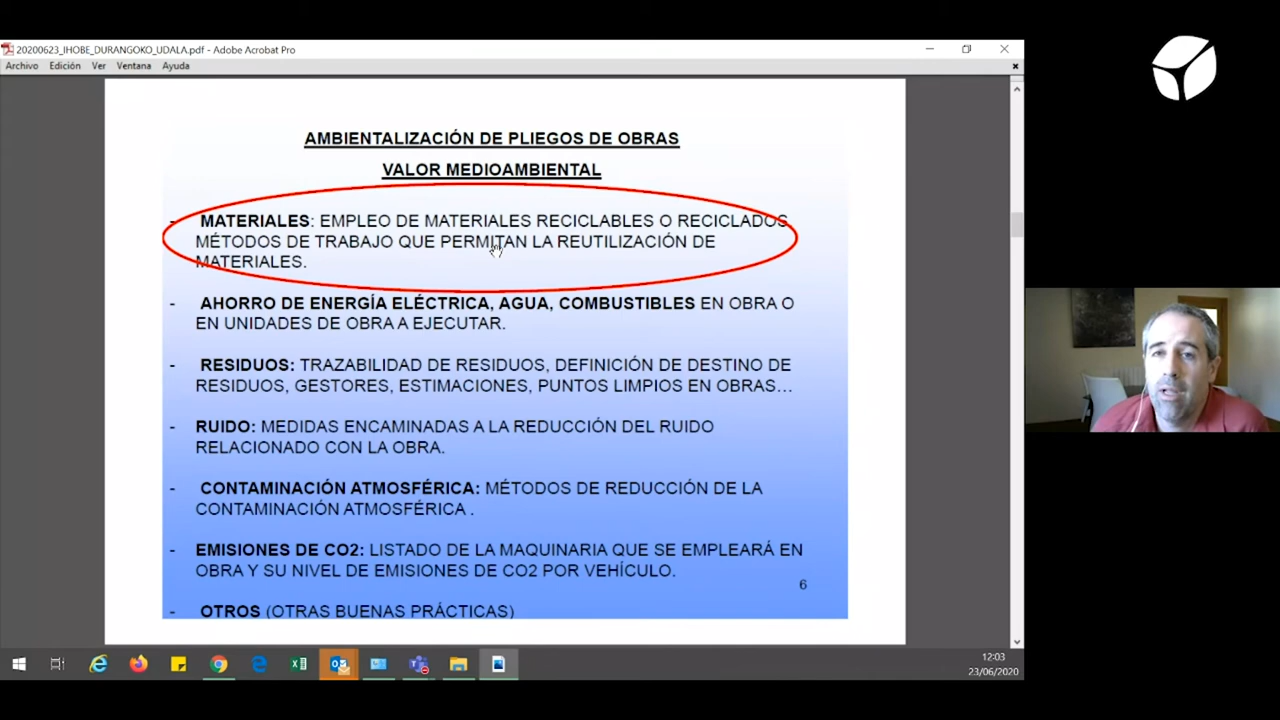 20200623_IHOBE_DURANGOKO_UDALA.pdf - Adobe Acrobat Pro
Archivo Edición Ver Ventana Ayuda
AMBIENTALIZACIÓN DE PLIEGOS DE OBRAS
VALOR MEDIOAMBIENTAL
- MATERIALES: EMPLEO DE MATERIALES RECICLABLES O RECICLADOS
MÉTODOS DE TRABAJO QUE PERMITAN LA REUTILIZACIÓN DE
MATERIALES.
- AHORRO DE ENERGÍA ELÉCTRICA, AGUA, COMBUSTIBLES EN OBRA O
EN UNIDADES DE OBRA A EJECUTAR.
- RESIDUOS: TRAZABILIDAD DE RESIDUOS, DEFINICIÓN DE DESTINO DE
RESIDUOS, GESTORES, ESTIMACIONES, PUNTOS LIMPIOS EN OBRAS...
- RUIDO: MEDIDAS ENCAMINADAS A LA REDUCCIÓN DEL RUIDO
RELACIONADO CON LA OBRA.
- CONTAMINACIÓN ATMOSFÉRICA: MÉTODOS DE REDUCCIÓN DE LA
CONTAMINACIÓN ATMOSFÉRICA .
- EMISIONES DE CO2: LISTADO DE LA MAQUINARIA QUE SE EMPLEARÁ EN
OBRA Y SU NIVEL DE EMISIONES DE CO2 POR VEHÍCULO.
6
- OTROS (OTRAS BUENAS PRÁCTICAS)
12:03
23/06/2020